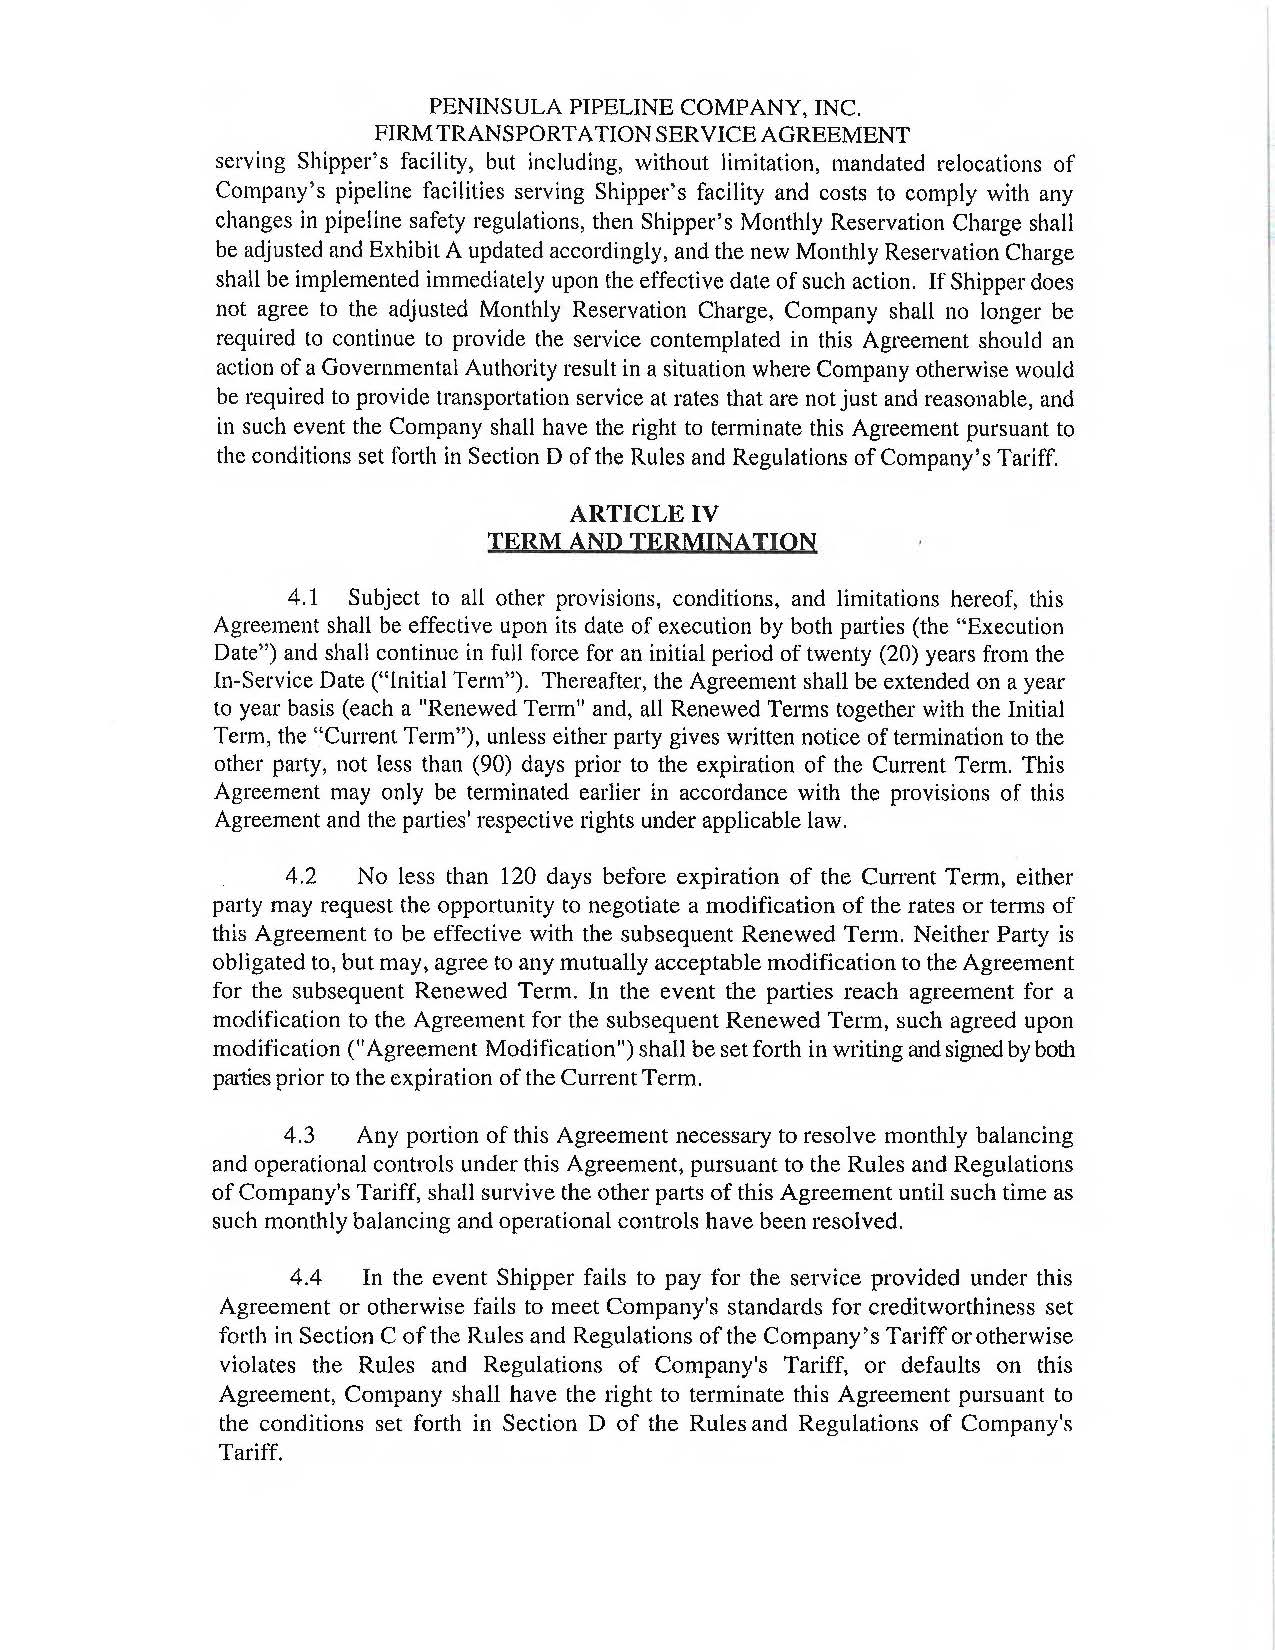 PENINSULA PIPELINE COMPANY, INC.
FIRM TRANSPORTATION SERVICE AGREEMENT
serving Shipper’s facility, but including, without limitation, mandated relocations of
Company’s pipeline facilities serving Shipper’s facility and costs to comply with any
changes in pipeline safety regulations, then Shipper’s Monthly Reservation Charge shall
be adjusted and Exhibit A updated accordingly, and the new Monthly Reservation Charge
shall be implemented immediately upon the effective date of such action. If Shipper does
not agree to the adjusted Monthly Reservation Charge, Company shall no longer be
required to continue to provide the service contemplated in this Agreement should an
action of a Governmental Authority result in a situation where Company otherwise would
be required to provide transportation service at rates that are not just and reasonable, and
in such event the Company shall have the right to terminate this Agreement pursuant to
the conditions set forth in Section D of the Rules and Regulations of Company’s Tariff.
ARTICLE IV
TERM AND TERMINATION
4.1 Subject to all other provisions, conditions, and limitations hereof, this
Agreement shall be effective upon its date of execution by both parties (the “Execution
Date”) and shall continue in full force for an initial period of twenty (20) years from the
In-Service Date (“Initial Term”). Thereafter, the Agreement shall be extended on a year
to year basis (each a "Renewed Term" and, all Renewed Terms together with the Initial
Term, the “Current Term”), unless either party gives written notice of termination to the
other party, not less than (90) days prior to the expiration of the Current Term. This
Agreement may only be terminated earlier in accordance with the provisions of this
Agreement and the parties' respective rights under applicable law.
4.2 No less than 120 days before expiration of the Current Term, either
party may request the opportunity to negotiate a modification of the rates or terms of
this Agreement to be effective with the subsequent Renewed Term. Neither Party is
obligated to, but may, agree to any mutually acceptable modification to the Agreement
for the subsequent Renewed Term. In the event the parties reach agreement for a
modification to the Agreement for the subsequent Renewed Term, such agreed upon
modification ("Agreement Modification") shall be set forth in writing and signed by both
parties prior to the expiration of the Current Term.
4.3 Any portion of this Agreement necessary to resolve monthly balancing
and operational controls under this Agreement, pursuant to the Rules and Regulations
of Company's Tariff, shall survive the other parts of this Agreement until such time as
such monthly balancing and operational controls have been resolved.
4.4 In the event Shipper fails to pay for the service provided under this
Agreement or otherwise fails to meet Company's standards for creditworthiness set
forth in Section C of the Rules and Regulations of the Company’s Tariff or otherwise
violates the Rules and Regulations of Company's Tariff, or defaults on this
Agreement, Company shall have the right to terminate this Agreement pursuant to
the conditions set forth in Section D of the Rules and Regulations of Company's
Tariff.